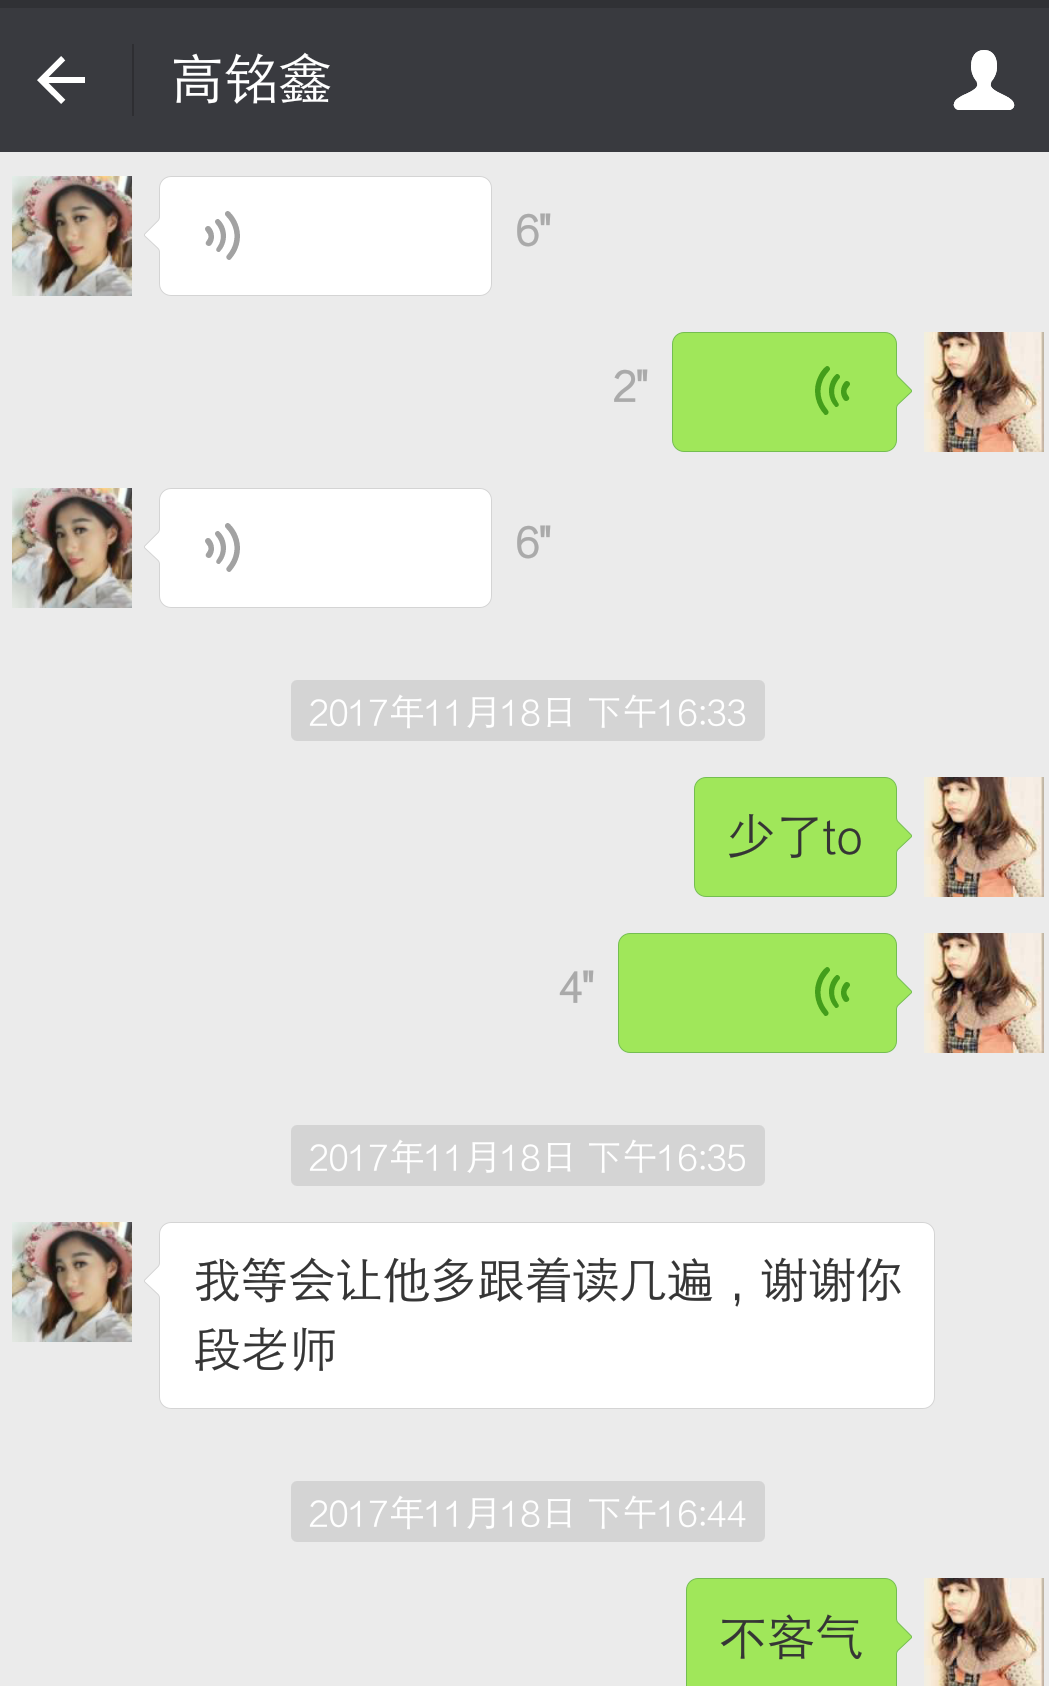 高铭鑫
6"
2"
6"
2017年11月18日 下午16:33
少了to
4"
2017年11月18日 下午16:35
我等会让他多跟着读几遍，谢谢你
段老师
2017年11月18日 下午16:44
不客气